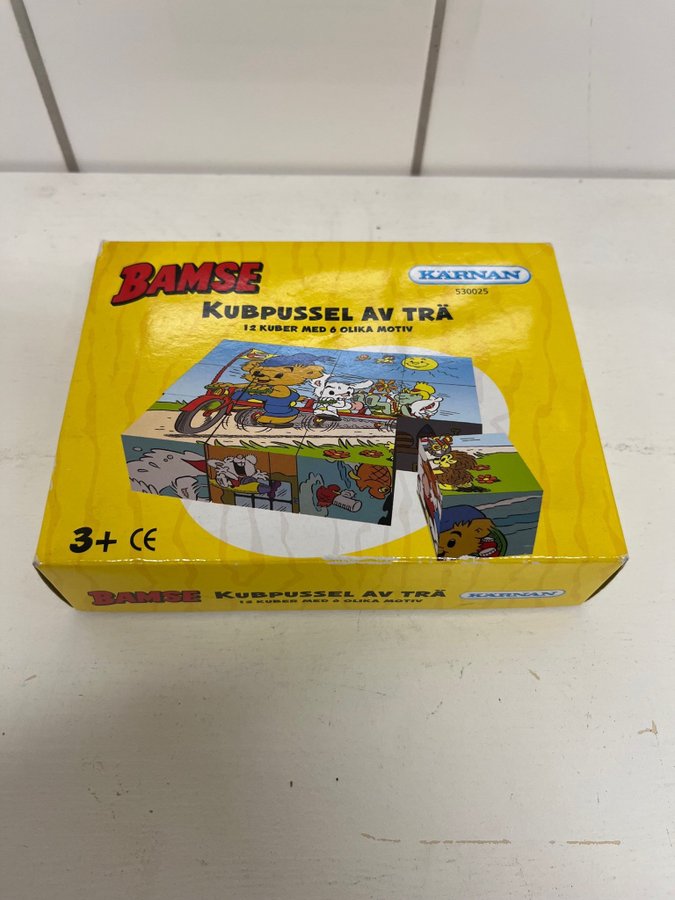 BAMSE
KÄRNAN
530025
KUBPUSSEL AV TRÄ
12 KUBER MED 6 OLIKA MOTIV
3+ CE
BAMSE KUBPUSSEL AV TRÄ KÄRNAN
12 KUBER MED 6 OLIKA MOTIV